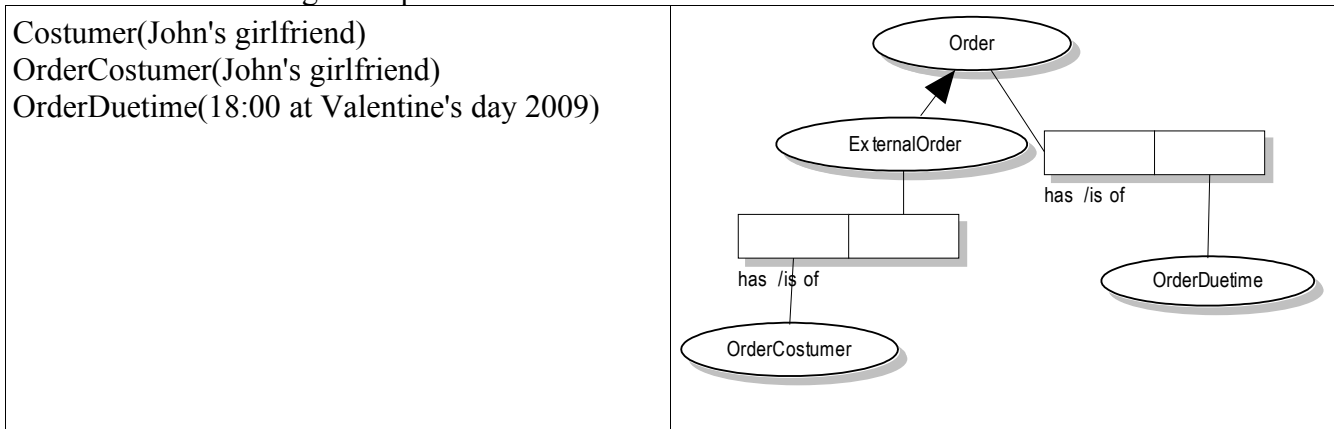 Costumer(John's girlfriend)
OrderCostumer(John's girlfriend)
OrderDuetime(18:00 at Valentine's day 2009)
Order
ExternalOrder
has /is of
has /is of
OrderDuetime
OrderCostumer